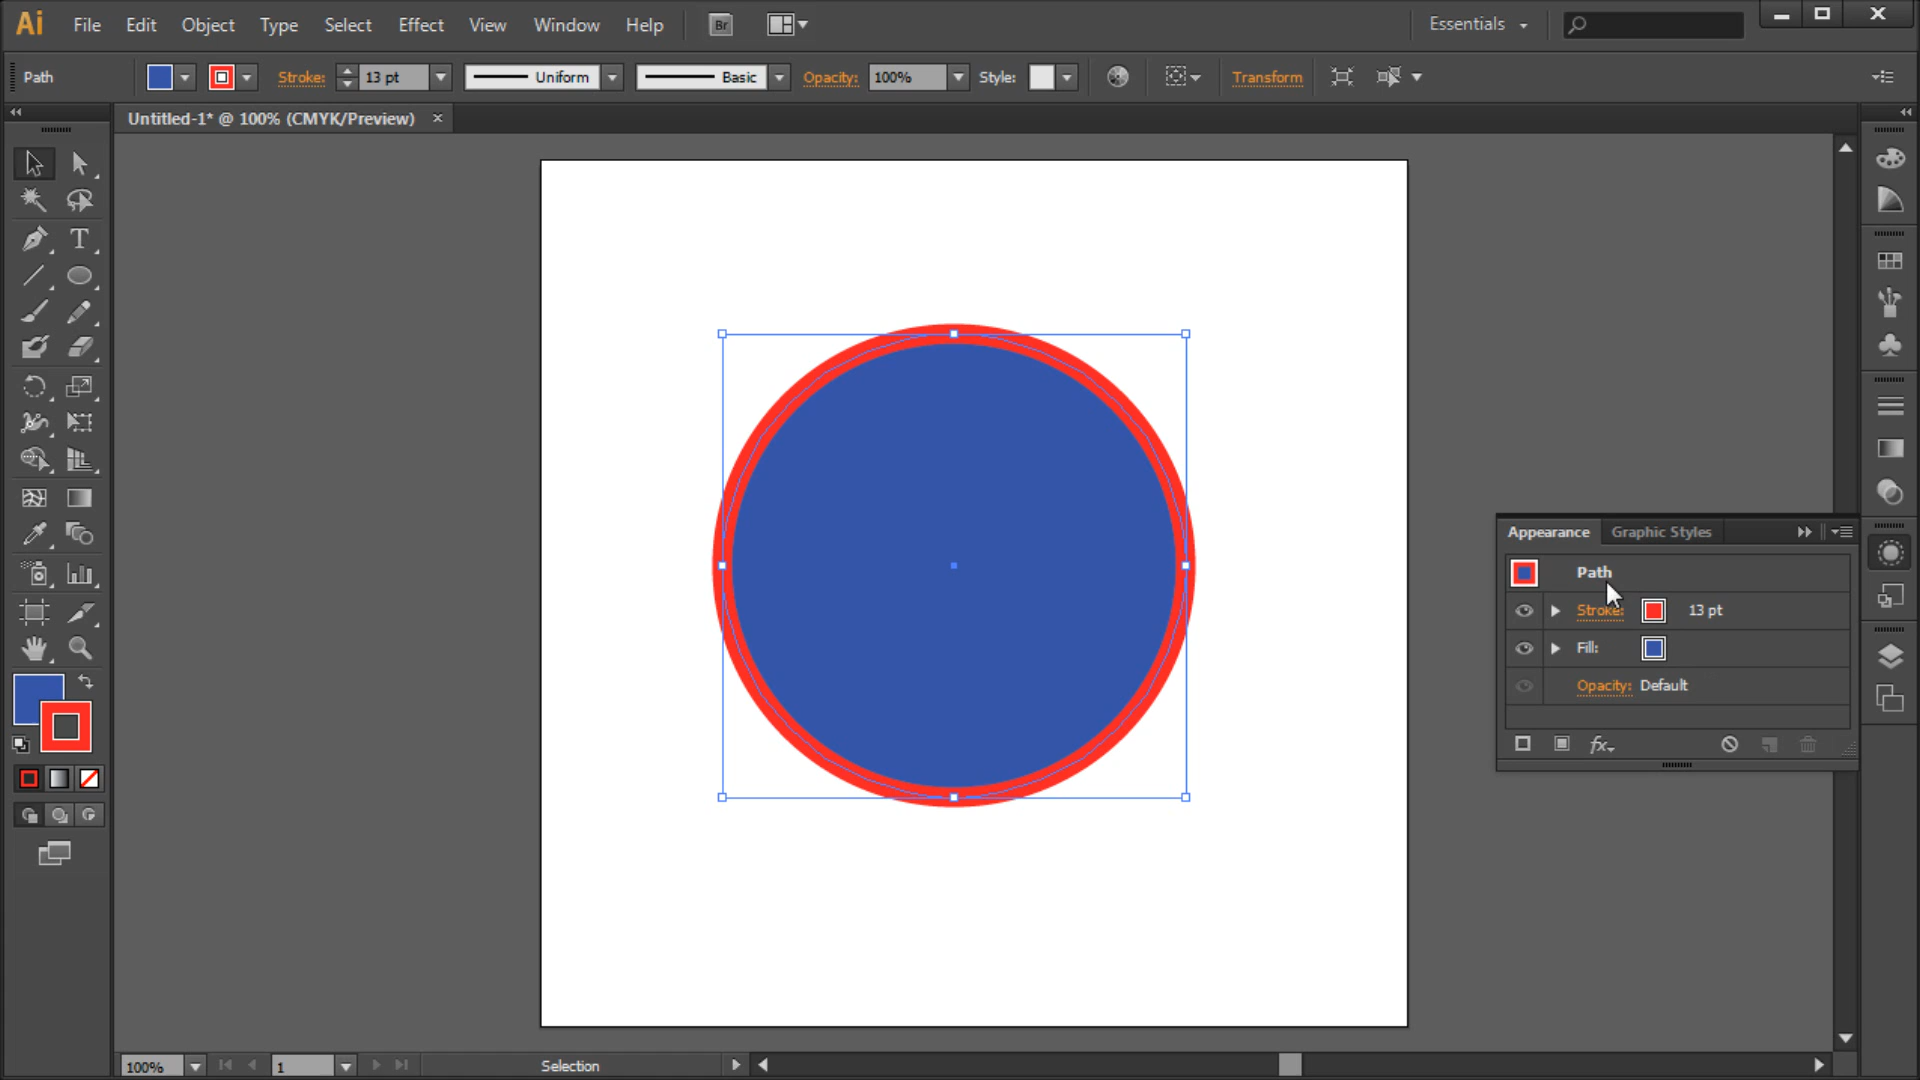 Ai File Edit Object Type Select Effect View Window Help Br Essentials
Path Stroke: 13 pt Uniform Basic Opacity: 100% Style: Transform
Untitled-1* @ 100% (CMYK/Preview) ×
T
Appearance Graphic Styles
Path
Stroke: 13 pt
Fill:
Opacity: Default
fx
100% 1 Selection